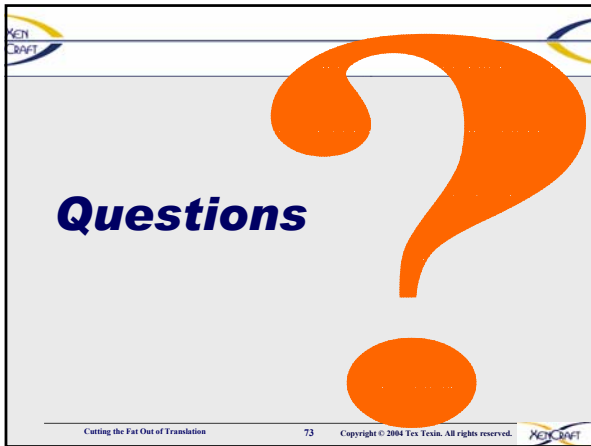 XEN
CRAFT
Questions
?
Cutting the Fat Out of Translation 73 Copyright © 2004 Tex Texin. All rights reserved. XENCRAFT